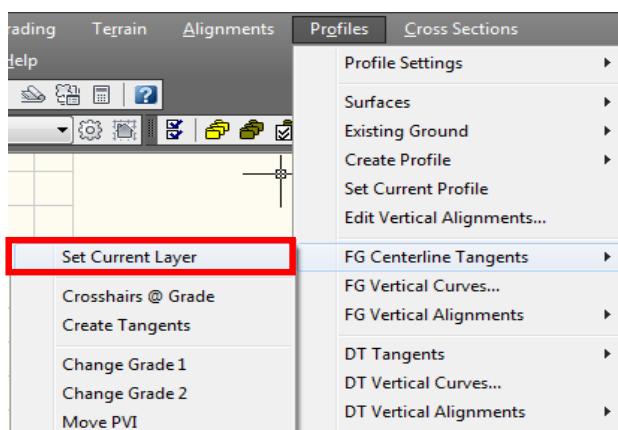 rading Terrain Alignments Profiles Cross Sections
Help
Profile Settings
Surfaces
Existing Ground
Create Profile
Set Current Profile
Edit Vertical Alignments...
Set Current Layer FG Centerline Tangents
Crosshairs @ Grade FG Vertical Curves...
Create Tangents FG Vertical Alignments
Change Grade 1 DT Tangents
Change Grade 2 DT Vertical Curves...
Move PVI DT Vertical Alignments